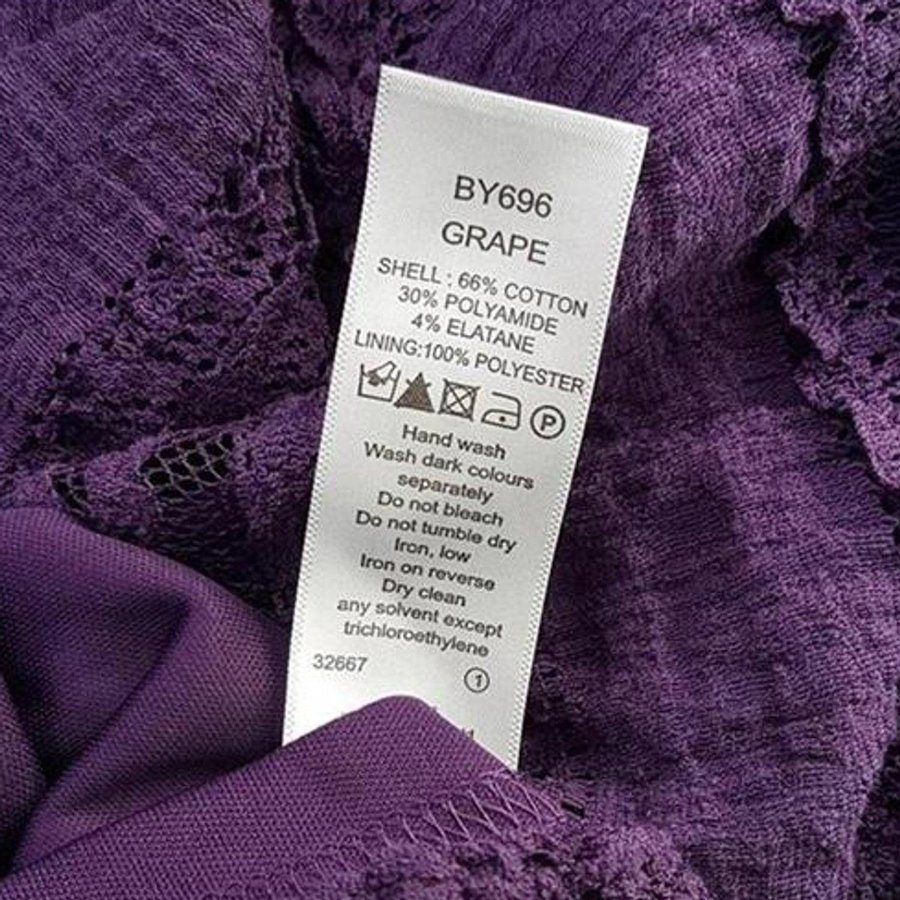 BY696
GRAPE
SHELL : 66% COTTON
30% POLYAMIDE
4% ELATANE
LINING:100% POLYESTER
P
Hand wash
Wash dark colours
separately
Do not bleach
Do not tumble dry
Iron, low
Iron on reverse
Dry clean
any solvent except
trichloroethylene
32667
1